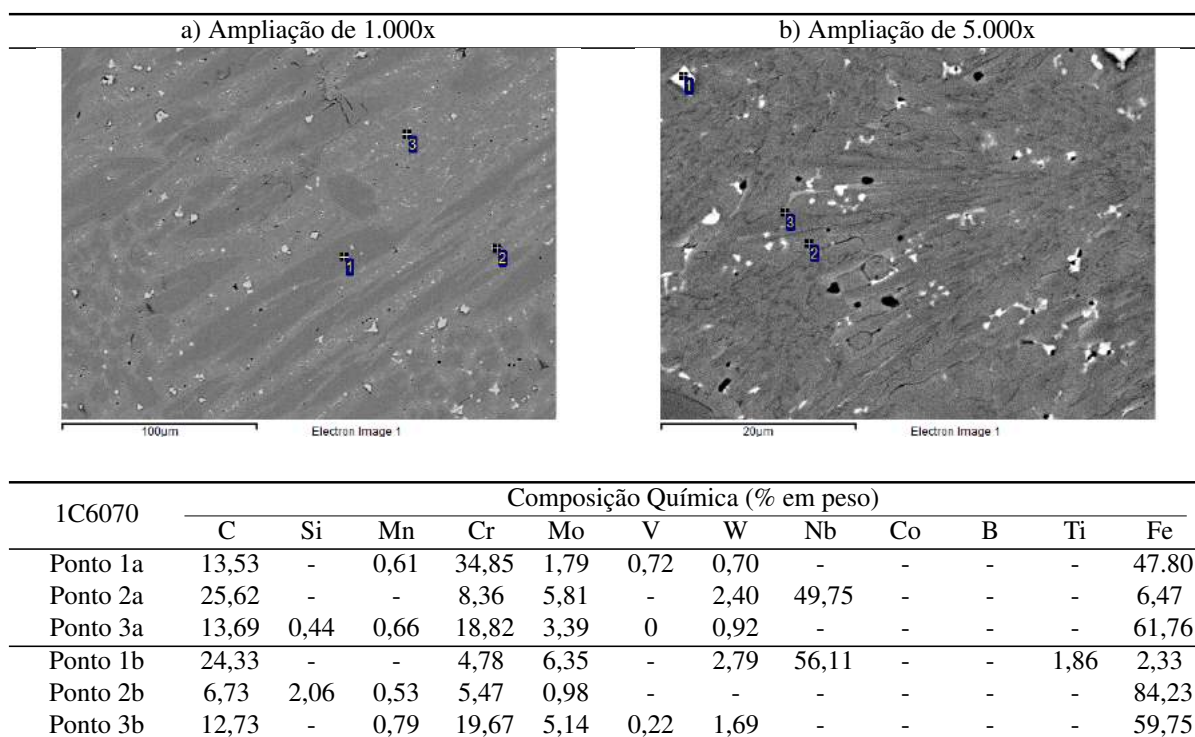 a) Ampliação de 1.000x b) Ampliação de 5.000x
1
3
3
1
2
2
100µm Electron Image 1 20µm Electron Image 1
1C6070 Composição Química (% em peso)
C Si Mn Cr Mo V W Nb Co B Ti Fe
Ponto 1a 13,53 - 0,61 34,85 1,79 0,72 0,70 - - - - 47.80
Ponto 2a 25,62 - - 8,36 5,81 - 2,40 49,75 - - - 6,47
Ponto 3a 13,69 0,44 0,66 18,82 3,39 0 0,92 - - - - 61,76
Ponto 1b 24,33 - - 4,78 6,35 - 2,79 56,11 - - 1,86 2,33
Ponto 2b 6,73 2,06 0,53 5,47 0,98 - - - - - - 84,23
Ponto 3b 12,73 - 0,79 19,67 5,14 0,22 1,69 - - - - 59,75